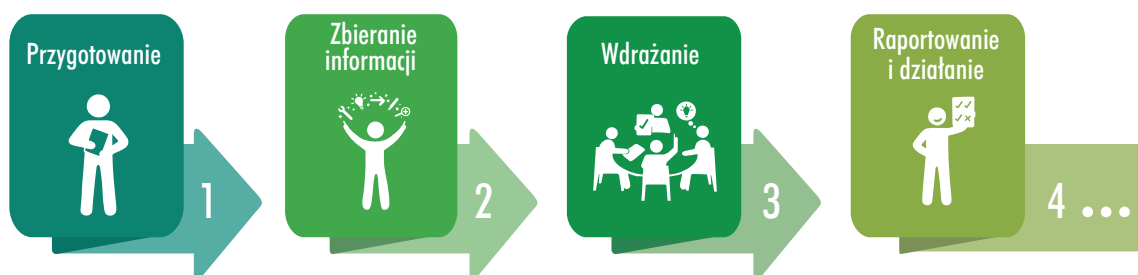 Przygotowanie
1
Zbieranie
informacji
2
Wdrażanie
3
Raportowanie
i działanie
4 ...